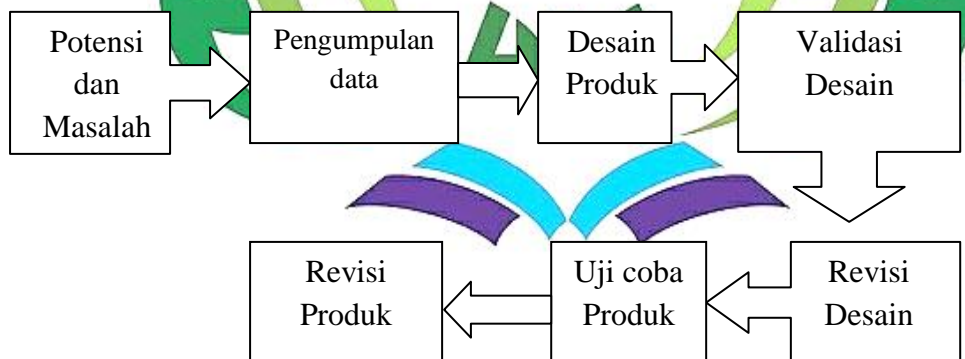 Potensi
dan
Masalah
Pengumpulan
data
Desain
Produk
Validasi
Desain
Revisi
Desain
Uji coba
Produk
Revisi
Produk